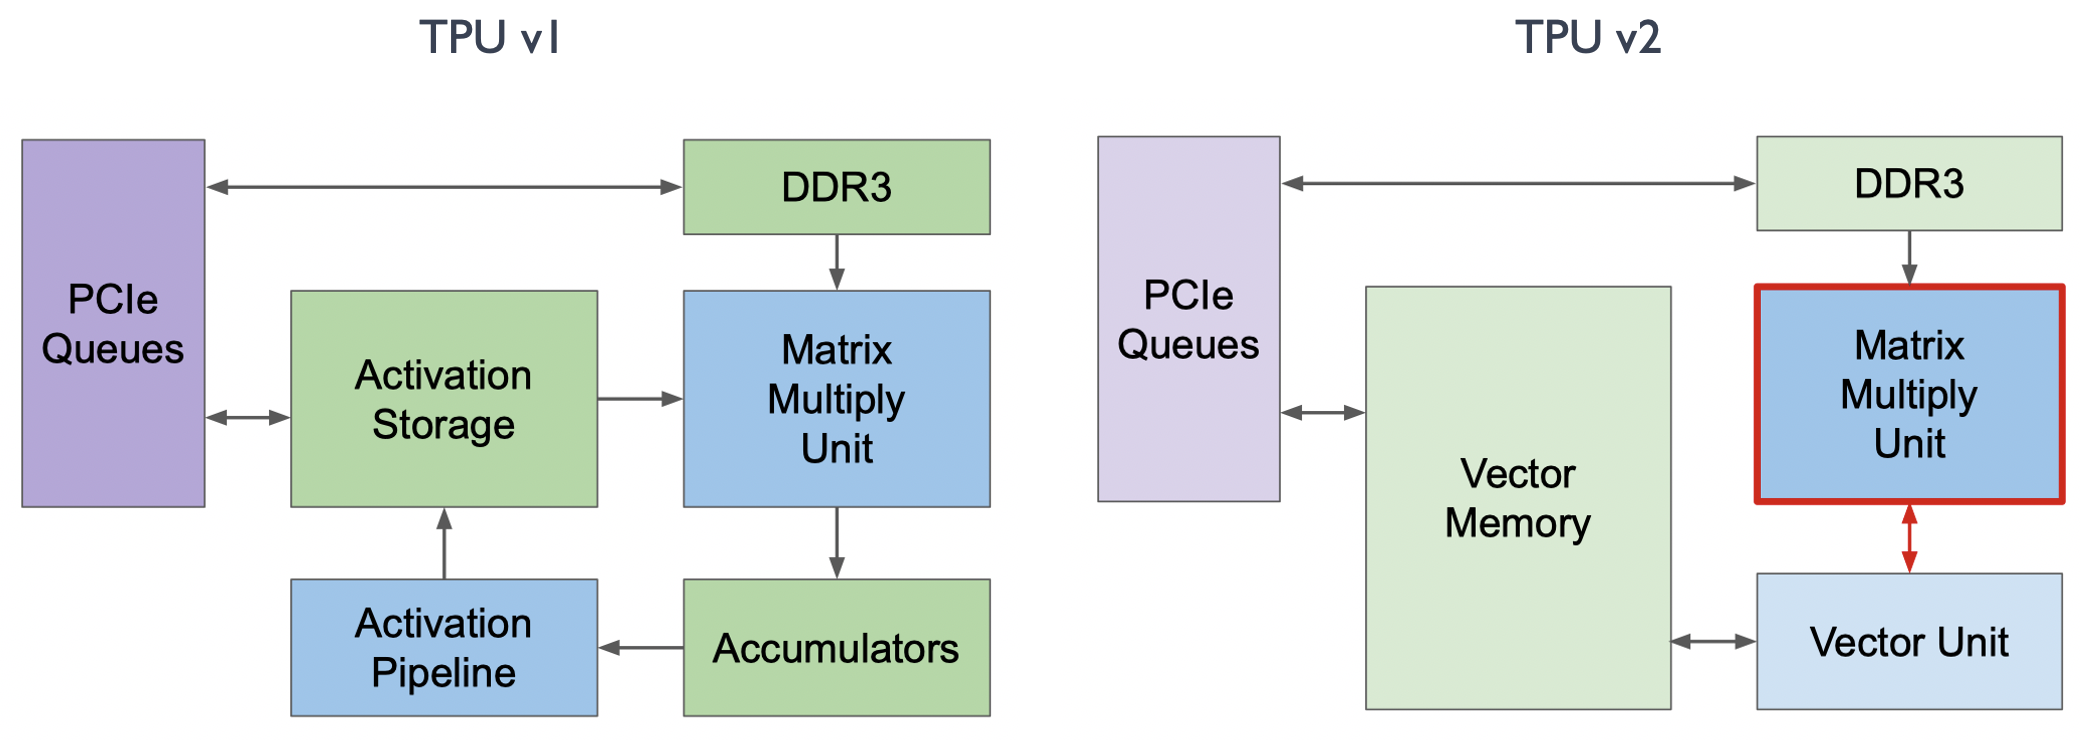 TPU v1
TPU v2
PCIe
Queues
DDR3
Activation
Storage
Matrix
Multiply
Unit
Activation
Pipeline
Accumulators
PCIe
Queues
DDR3
Vector
Memory
Matrix
Multiply
Unit
Vector Unit